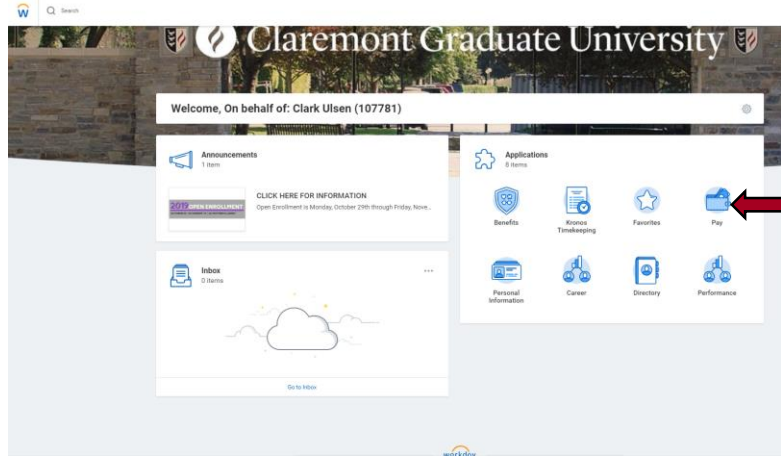 W
Search
Claremont Graduate University
Welcome, On behalf of: Clark Ulsen (107781)
Announcements
1 item
2019 OPEN ENROLLMENT
CLICK HERE FOR INFORMATION
Open Enrollment is Monday, October 29th through Friday, Nove...
Inbox
0 items
Go to Inbox
Applications
8 items
Benefits
Kronos
Timekeeping
Favorites
Pay
Personal
Information
Career
Directory
Performance
workday